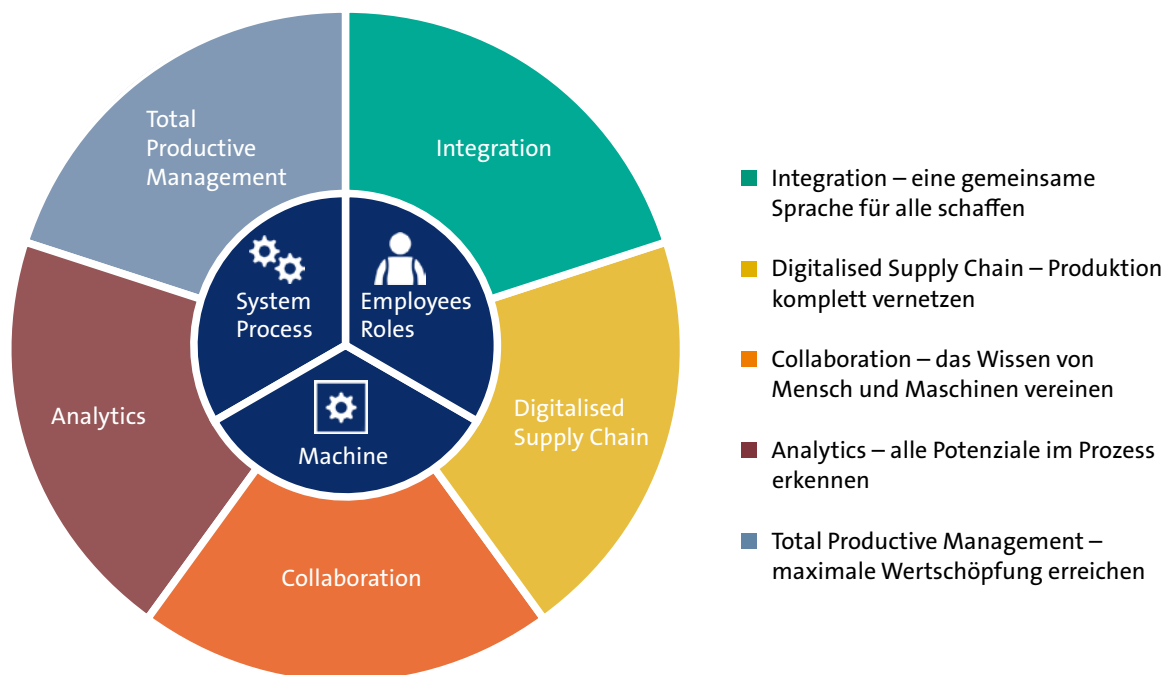 Total
Productive
Management
Integration
System
Process
Employees
Roles
Machine
Analytics
Digitalised
Supply Chain
Collaboration
Integration – eine gemeinsame
Sprache für alle schaffen
Digitalised Supply Chain – Produktion
komplett vernetzen
Collaboration – das Wissen von
Mensch und Maschinen vereinen
Analytics – alle Potenziale im Prozess
erkennen
Total Productive Management –
maximale Wertschöpfung erreichen